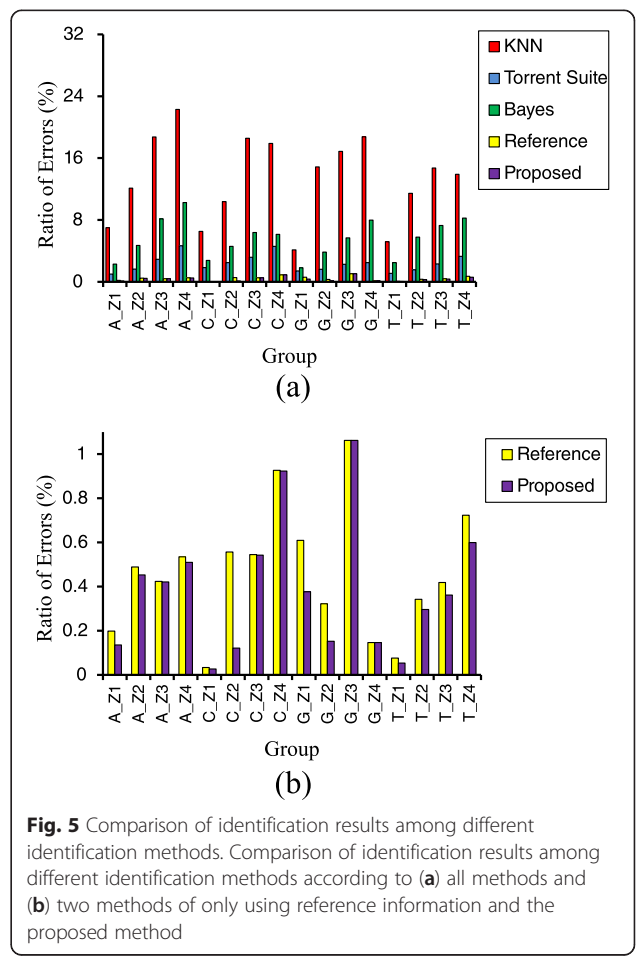 32
24
16
8
0
Ratio of Errors (%)
KNN
Torrent Suite
Bayes
Reference
Proposed
A_Z1
A_Z2
A_Z3
A_Z4
C_Z1
C_Z2
C_Z3
C_Z4
G_Z1
G_Z2
G_Z3
G_Z4
T_Z1
T_Z2
T_Z3
T_Z4
Group
(a)
1
0.8
0.6
0.4
0.2
0
Ratio of Errors (%)
Reference
Proposed
A_Z1
A_Z2
A_Z3
A_Z4
C_Z1
C_Z2
C_Z3
C_Z4
G_Z1
G_Z2
G_Z3
G_Z4
T_Z1
T_Z2
T_Z3
T_Z4
Group
(b)
Fig. 5 Comparison of identification results among different
identification methods. Comparison of identification results among
different identification methods according to (a) all methods and
(b) two methods of only using reference information and the
proposed method